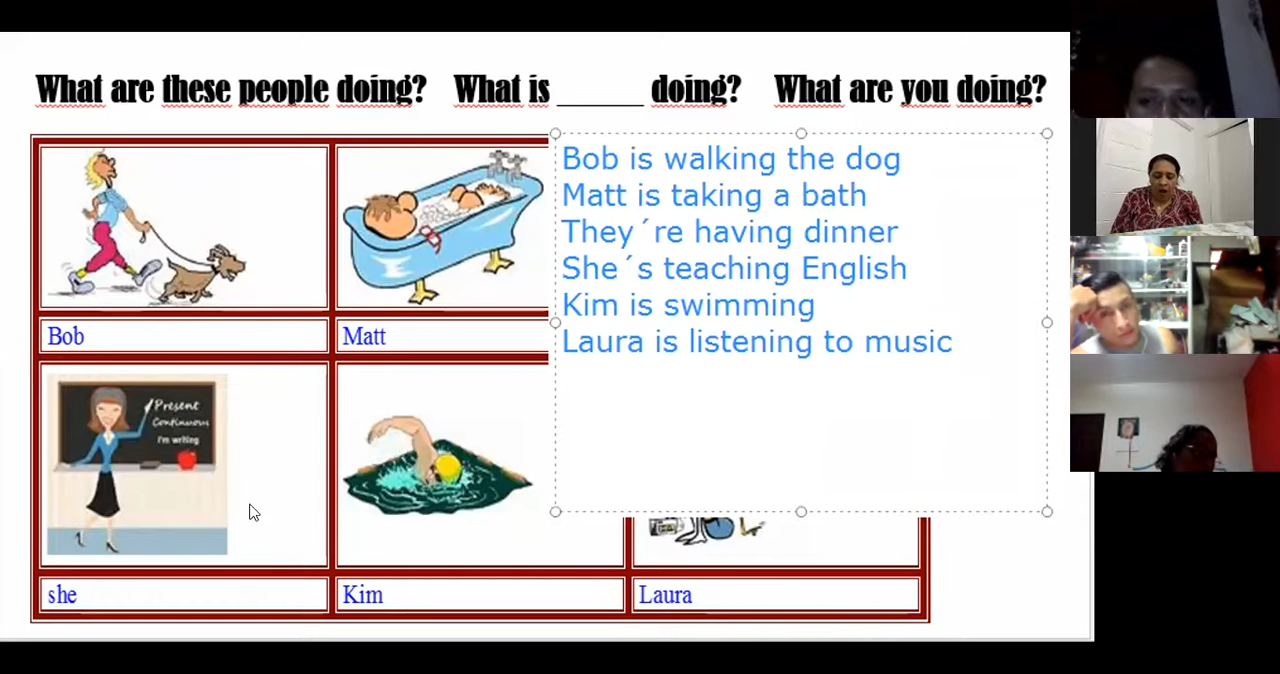 What are these people doing? What is ______ doing? What are you doing?
Bob is walking the dog
Matt is taking a bath
They´re having dinner
She´s teaching English
Kim is swimming
Laura is listening to music
Bob
Matt
Present
Continuous
I'm writing
she
Kim
Laura